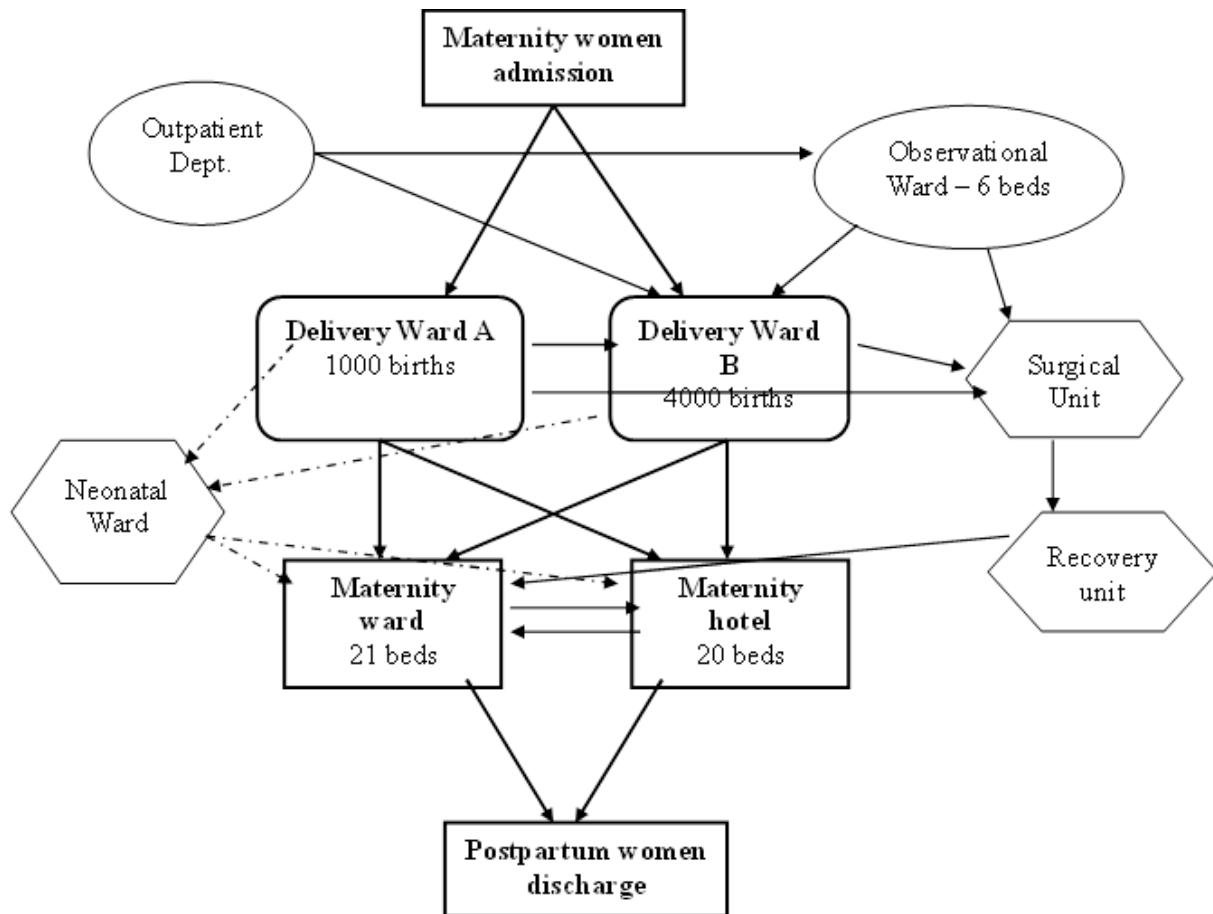 Maternity women
admission
Outpatient
Dept.
Observational
Ward – 6 beds
Delivery Ward A
1000 births
Delivery Ward
B
4000 births
Surgical
Unit
Neonatal
Ward
Recovery
unit
Maternity
ward
21 beds
Maternity
hotel
20 beds
Postpartum women
discharge